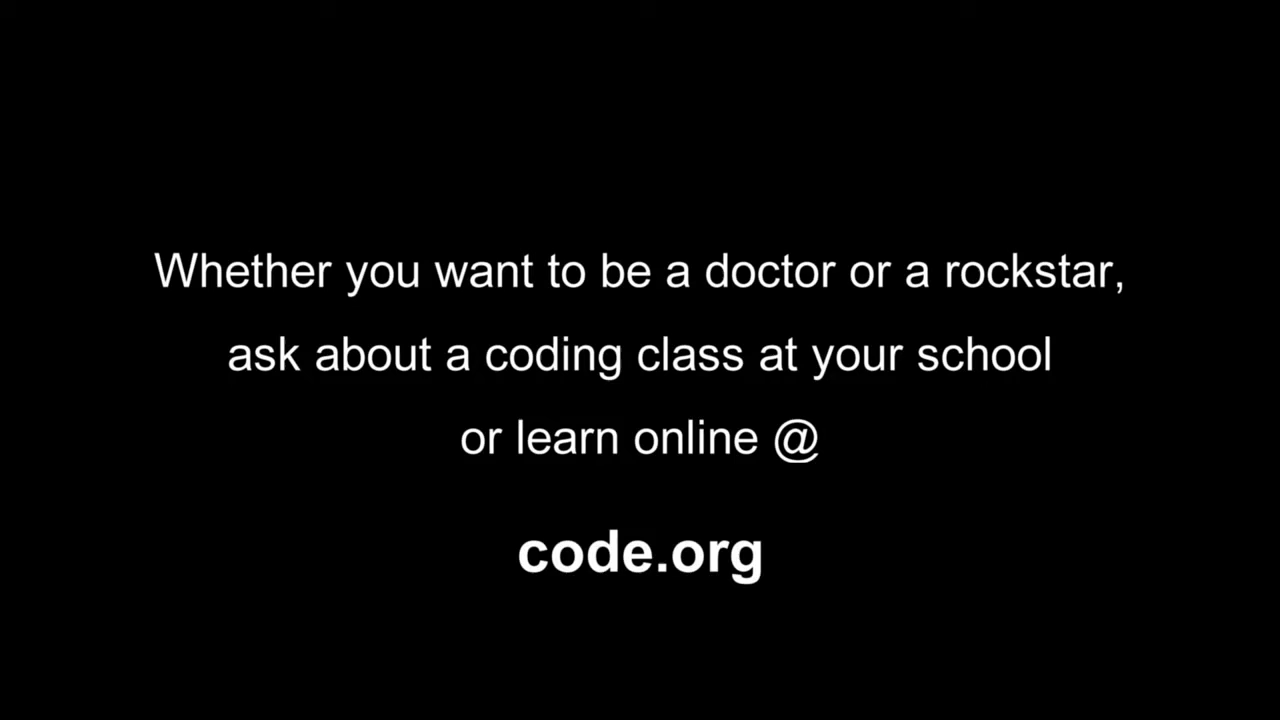 Whether you want to be a doctor or a rockstar,
ask about a coding class at your school
or learn online @
code.org